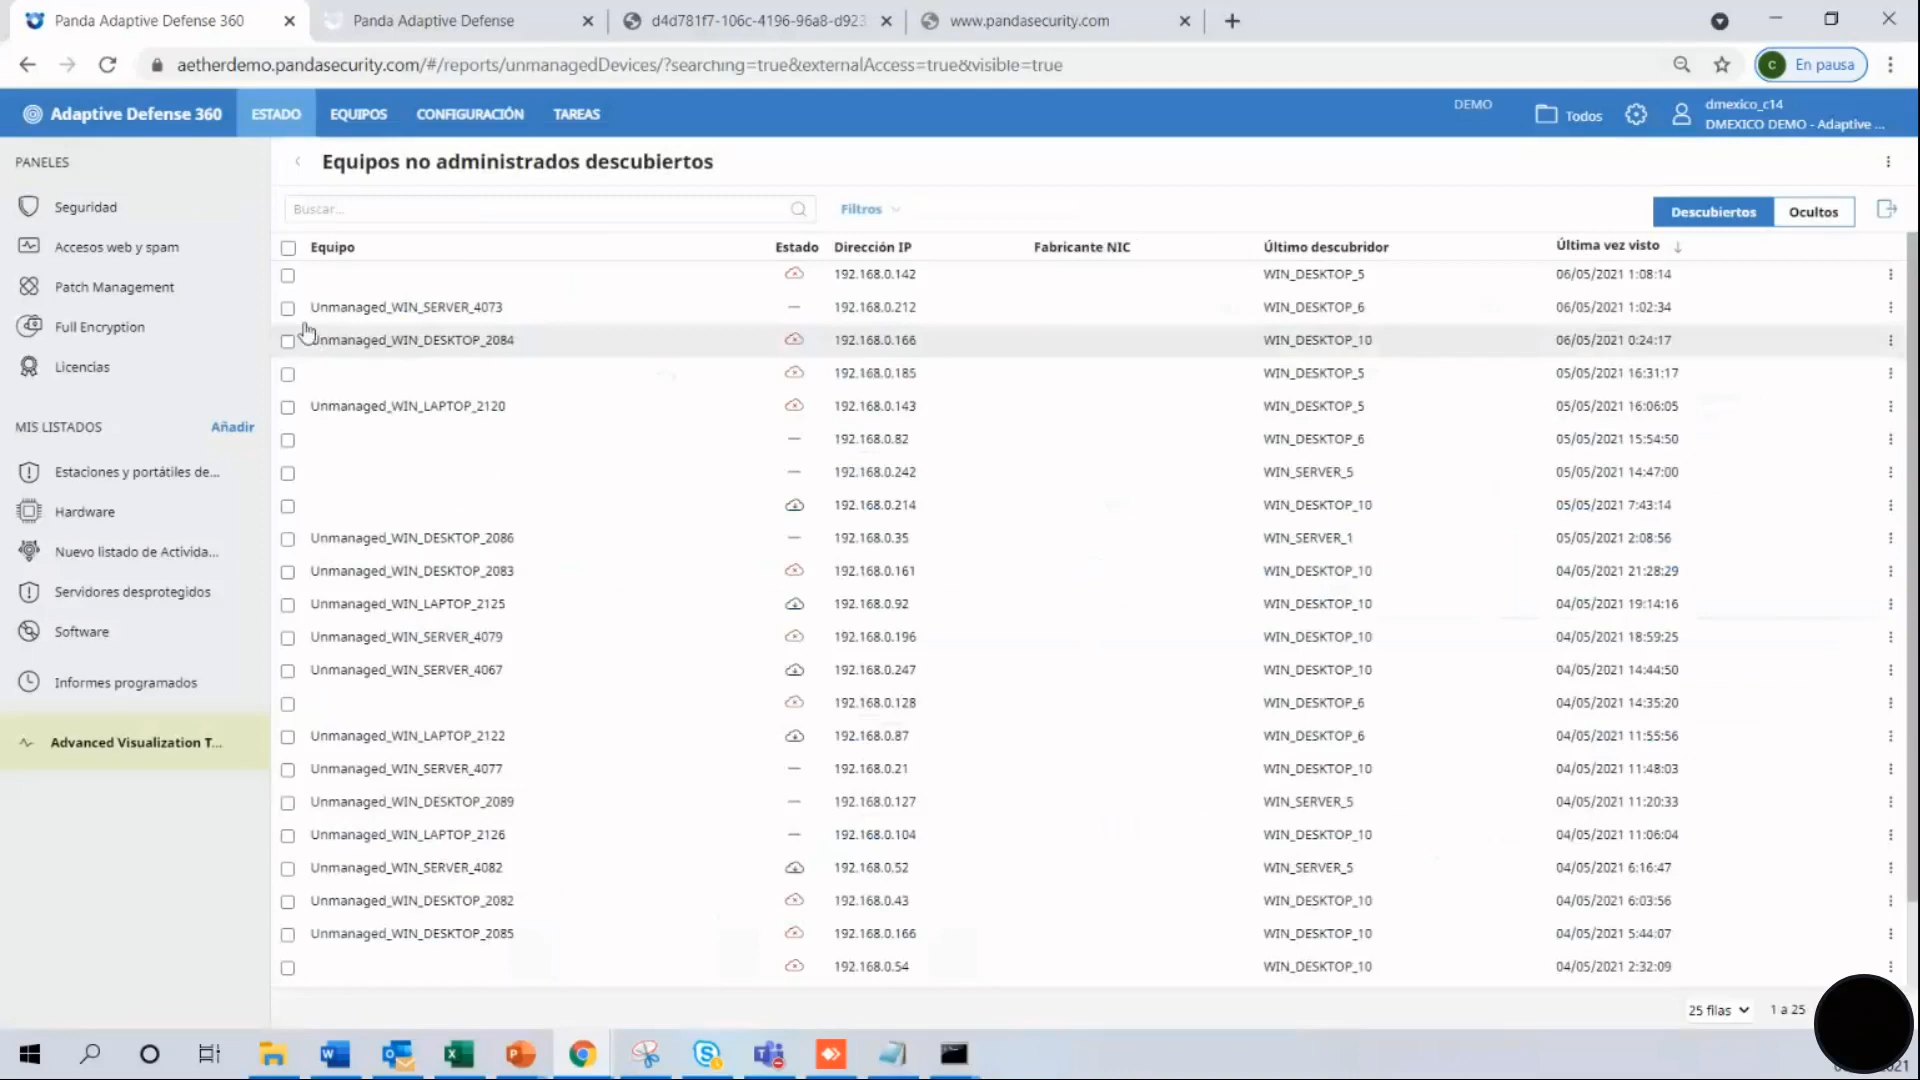 Panda Adaptive Defense 360
Panda Adaptive Defense
d4d781f7-106c-4196-96a8-d923
www.pandasecurity.com
aetherdemo.pandasecurity.com/#/reports/unmanagedDevices/?searching=true&externalAccess=true&visible=true
C
En pausa
Adaptive Defense 360
ESTADO
EQUIPOS
CONFIGURACIÓN
TAREAS
DEMO
Todos
dmexico_c14
DMEXICO DEMO - Adaptive ...
PANELES
Seguridad
Accesos web y spam
Patch Management
Full Encryption
Licencias
MIS LISTADOS Añadir
Estaciones y portátiles de...
Hardware
Nuevo listado de Activida...
Servidores desprotegidos
Software
Informes programados
Advanced Visualization T...
Equipos no administrados descubiertos
Buscar...
Filtros
Descubiertos
Ocultos
Equipo Estado Dirección IP Fabricante NIC Último descubridor Última vez visto
192.168.0.142 WIN_DESKTOP_5 06/05/2021 1:08:14
Unmanaged_WIN_SERVER_4073 — 192.168.0.212 WIN_DESKTOP_6 06/05/2021 1:02:34
Unmanaged_WIN_DESKTOP_2084 192.168.0.166 WIN_DESKTOP_10 06/05/2021 0:24:17
192.168.0.185 WIN_DESKTOP_5 05/05/2021 16:31:17
Unmanaged_WIN_LAPTOP_2120 192.168.0.143 WIN_DESKTOP_5 05/05/2021 16:06:05
— 192.168.0.82 WIN_DESKTOP_6 05/05/2021 15:54:50
— 192.168.0.242 WIN_SERVER_5 05/05/2021 14:47:00
192.168.0.214 WIN_DESKTOP_10 05/05/2021 7:43:14
Unmanaged_WIN_DESKTOP_2086 — 192.168.0.35 WIN_SERVER_1 05/05/2021 2:08:56
Unmanaged_WIN_DESKTOP_2083 192.168.0.161 WIN_DESKTOP_10 04/05/2021 21:28:29
Unmanaged_WIN_LAPTOP_2125 192.168.0.92 WIN_DESKTOP_10 04/05/2021 19:14:16
Unmanaged_WIN_SERVER_4079 192.168.0.196 WIN_DESKTOP_10 04/05/2021 18:59:25
Unmanaged_WIN_SERVER_4067 192.168.0.247 WIN_DESKTOP_10 04/05/2021 14:44:50
192.168.0.128 WIN_DESKTOP_6 04/05/2021 14:35:20
Unmanaged_WIN_LAPTOP_2122 192.168.0.87 WIN_DESKTOP_6 04/05/2021 11:55:56
Unmanaged_WIN_SERVER_4077 — 192.168.0.21 WIN_DESKTOP_10 04/05/2021 11:48:03
Unmanaged_WIN_DESKTOP_2089 — 192.168.0.127 WIN_SERVER_5 04/05/2021 11:20:33
Unmanaged_WIN_LAPTOP_2126 — 192.168.0.104 WIN_DESKTOP_10 04/05/2021 11:06:04
Unmanaged_WIN_SERVER_4082 192.168.0.52 WIN_SERVER_5 04/05/2021 6:16:47
Unmanaged_WIN_DESKTOP_2082 192.168.0.43 WIN_DESKTOP_10 04/05/2021 6:03:56
Unmanaged_WIN_DESKTOP_2085 192.168.0.166 WIN_DESKTOP_10 04/05/2021 5:44:07
192.168.0.54 WIN_DESKTOP_10 04/05/2021 2:32:09
25 filas
1 a 25